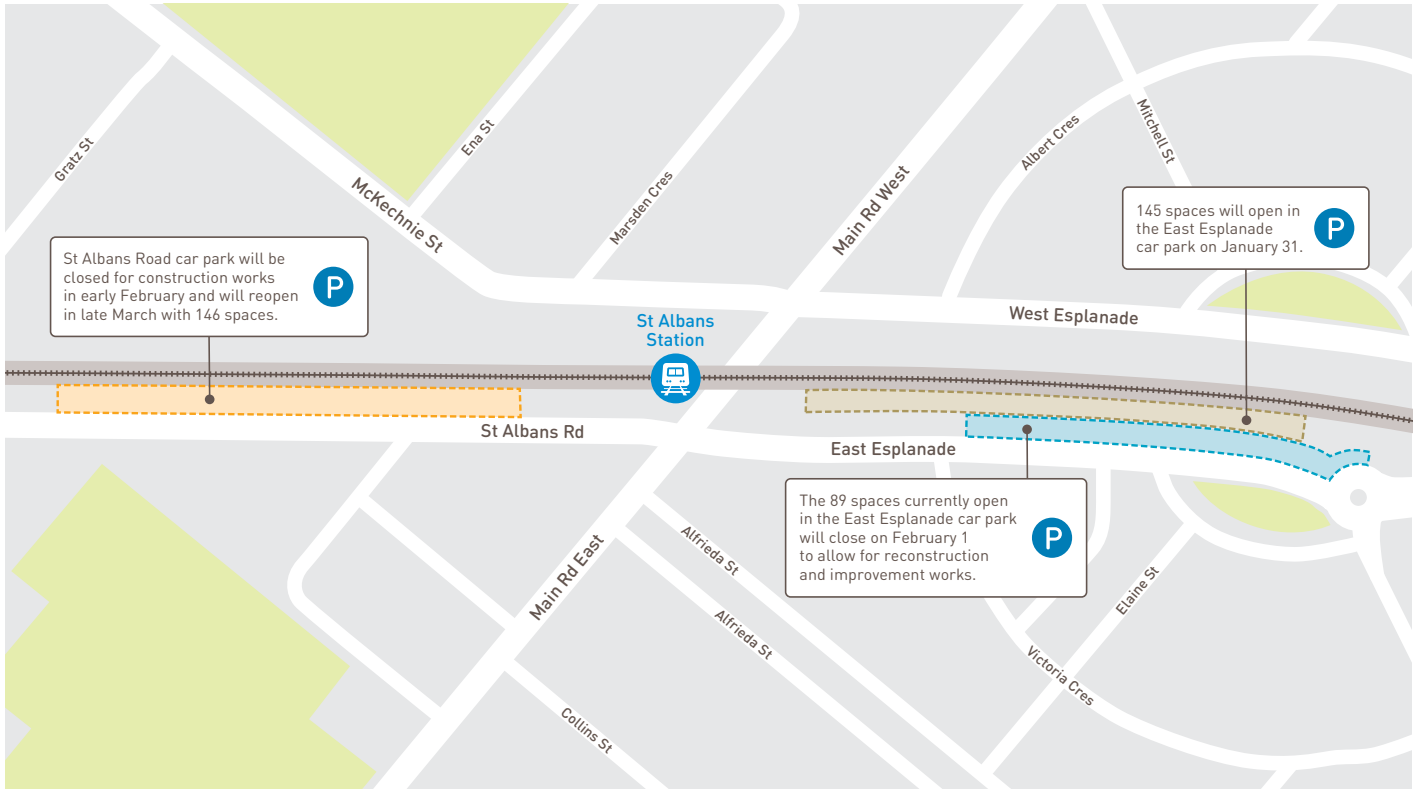 Gratz St
McKechnie St
Ena St
Marsden Cres
Main Rd West
Albert Cres
Mitchell St
145 spaces will open in
the East Esplanade
car park on January 31.
P
St Albans Road car park will be
closed for construction works
in early February and will reopen
in late March with 146 spaces.
P
St Albans
Station
West Esplanade
St Albans Rd
East Esplanade
The 89 spaces currently open
in the East Esplanade car park
will close on February 1
to allow for reconstruction
and improvement works.
P
Main Rd East
Alfrieda St
Alfrieda St
Elaine St
Victoria Cres
Collins St